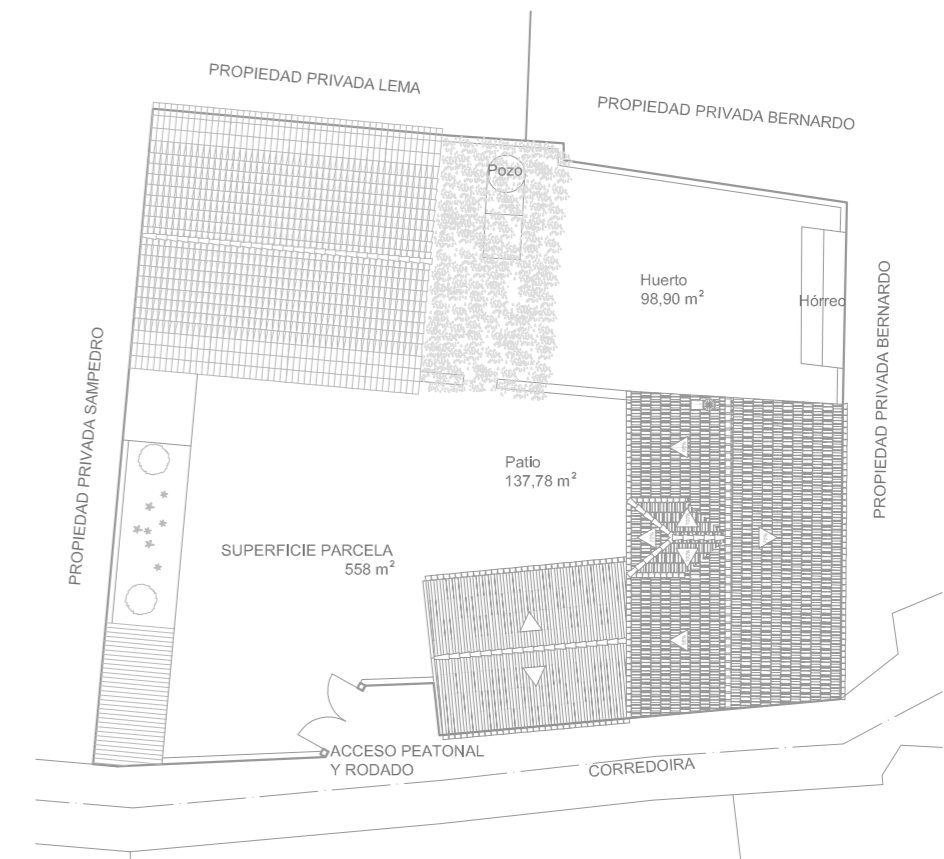 PROPIEDAD PRIVADA LEMA
PROPIEDAD PRIVADA BERNARDO
Pozo
Huerto
98,90 m²
Hórreo
PROPIEDAD PRIVADA BERNARDO
PROPIEDAD PRIVADA SAMPEDRO
Patio
137,78 m²
SUPERFICIE PARCELA
558 m²
ACCESO PEATONAL
Y RODADO
CORREDOIRA